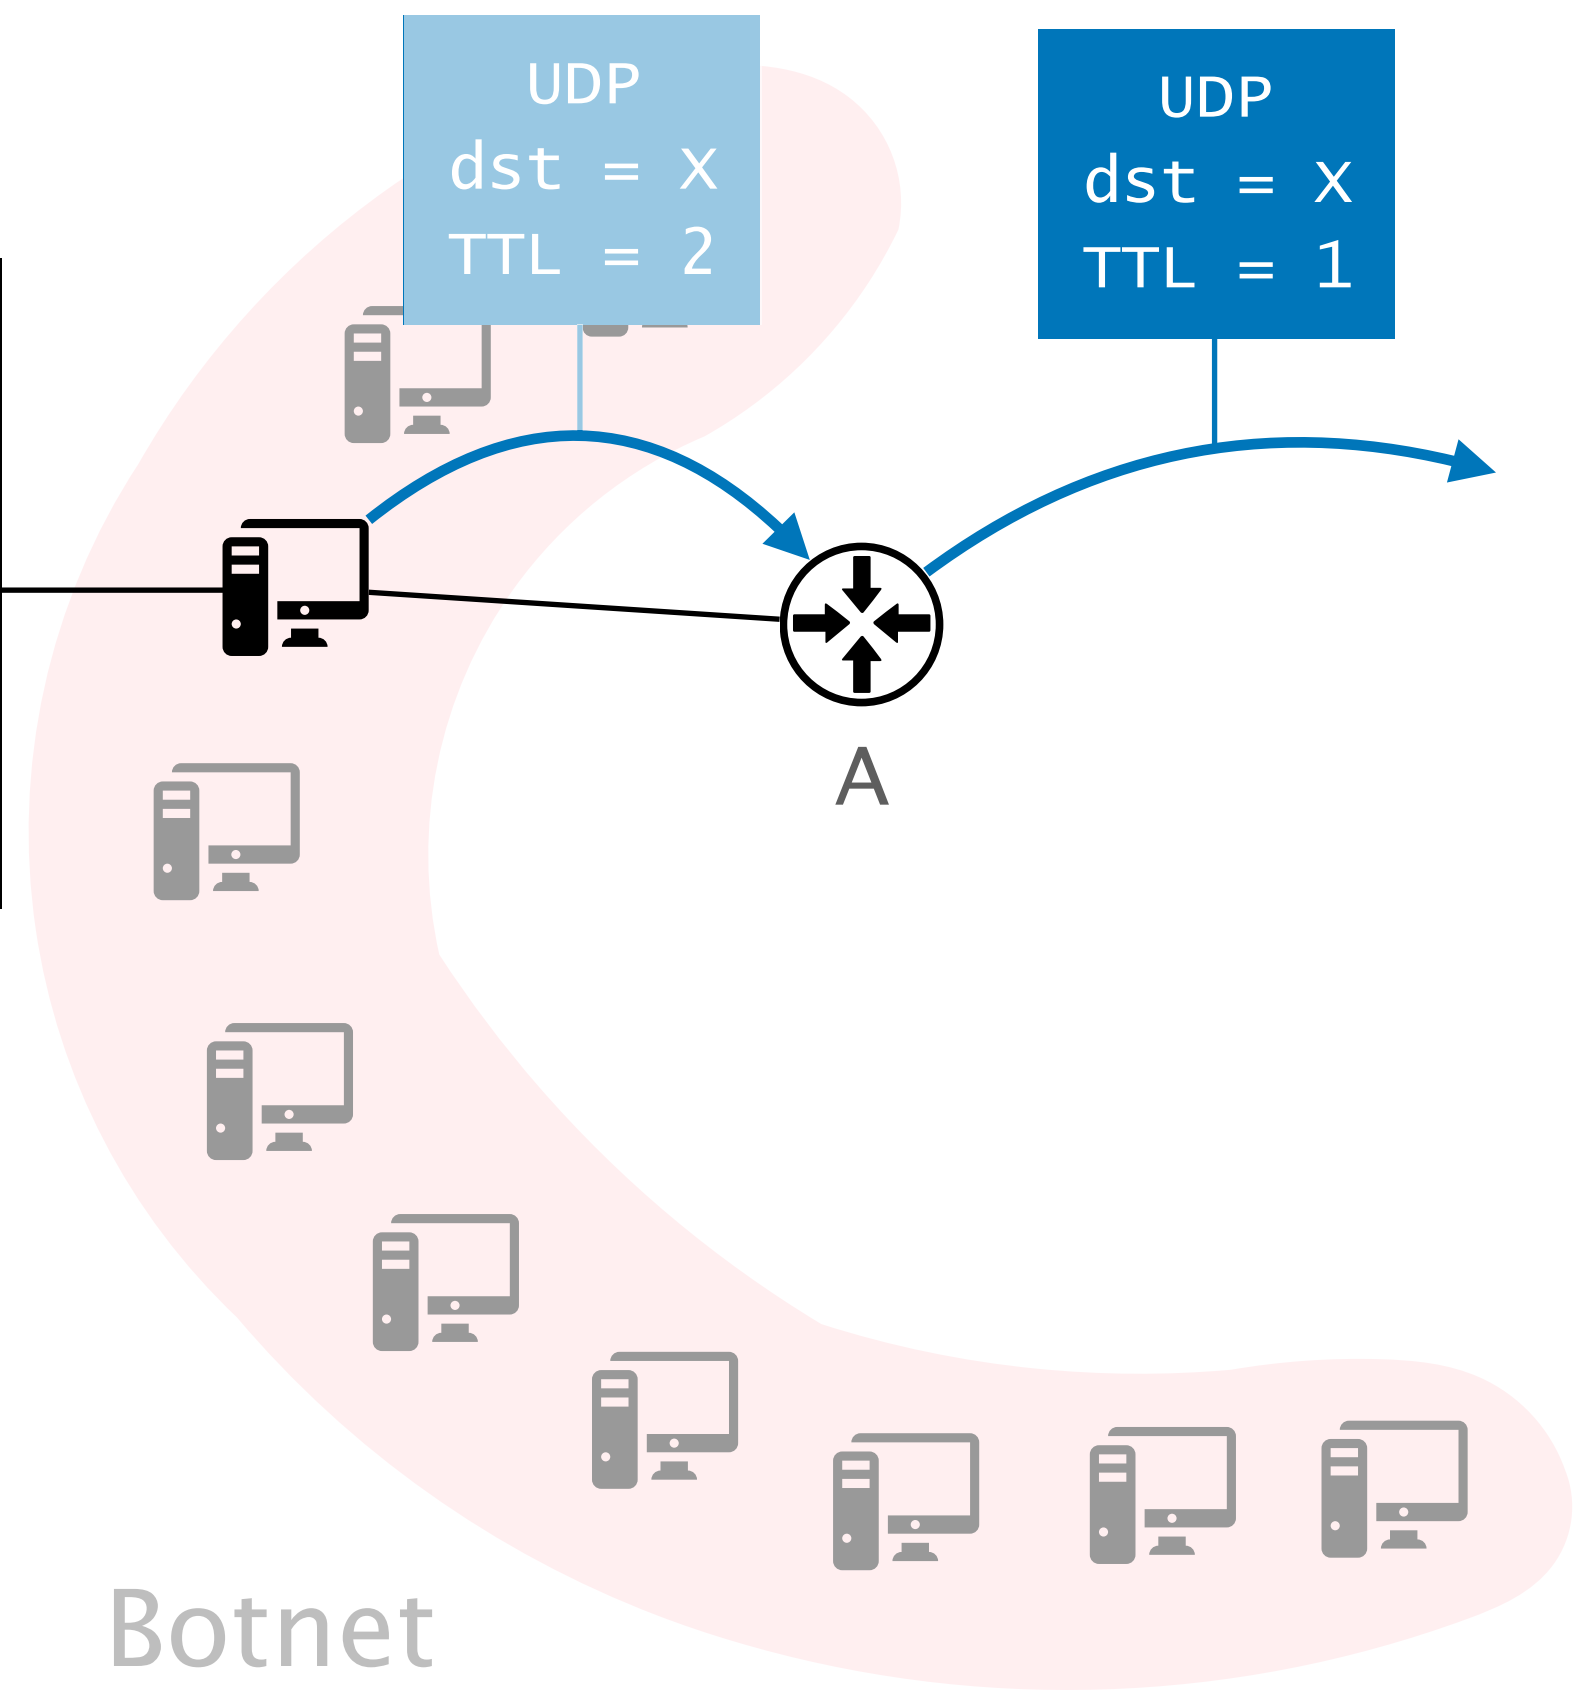 UDP
dst = X
TTL = 2
UDP
dst = X
TTL = 1
A
Botnet